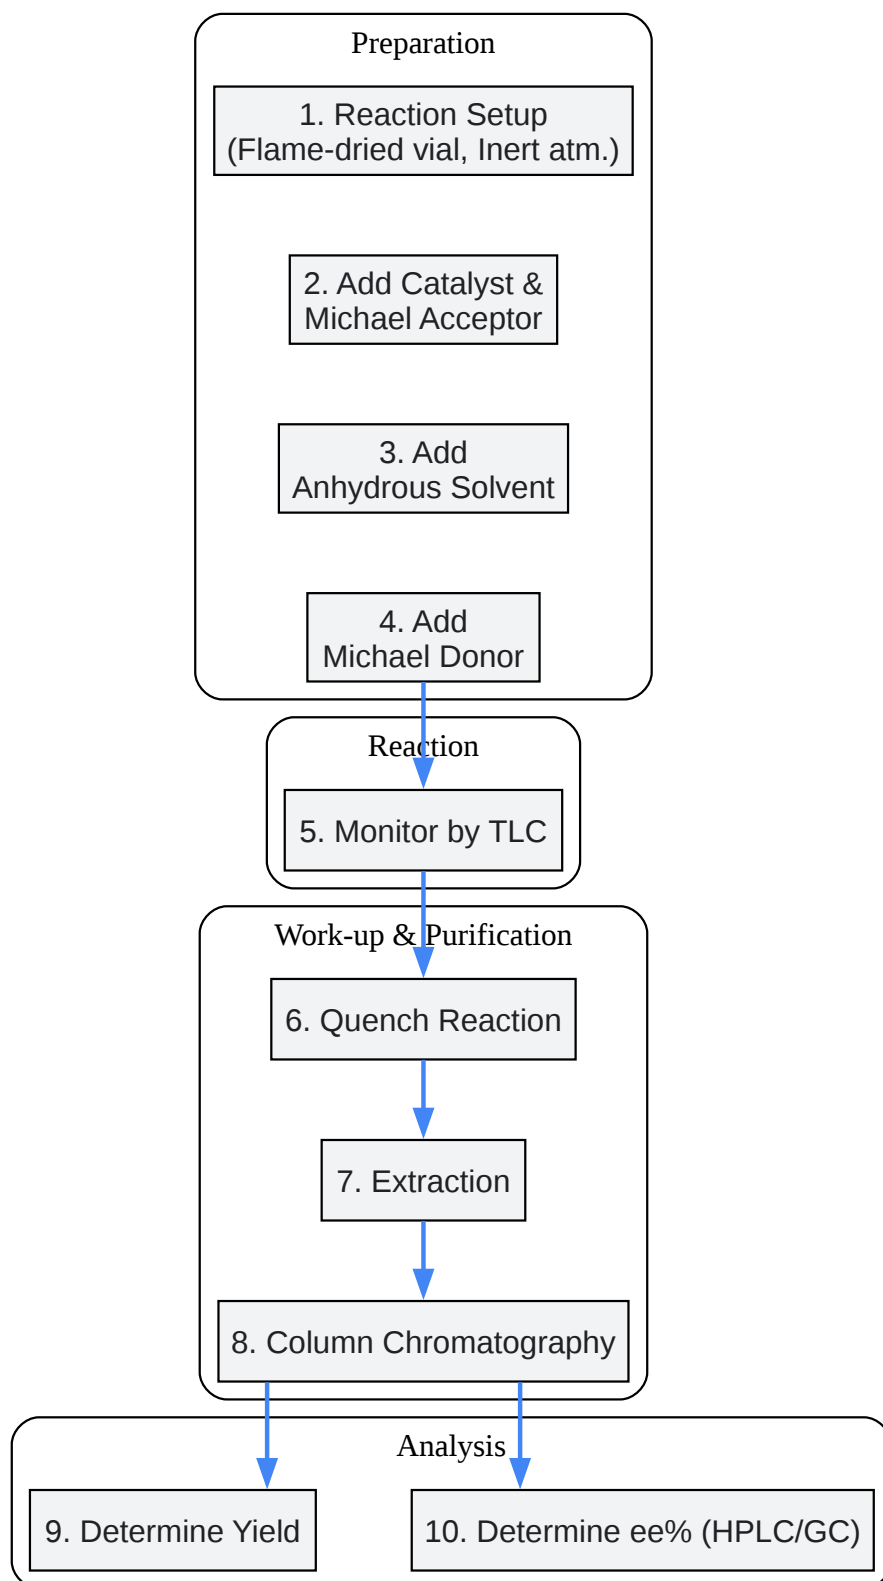 Preparation
1. Reaction Setup
(Flame-dried vial, Inert atm.)
2. Add Catalyst &
Michael Acceptor
3. Add
Anhydrous Solvent
4. Add
Michael Donor
Reaction
5. Monitor by TLC
Work-up & Purification
6. Quench Reaction
7. Extraction
8. Column Chromatography
Analysis
9. Determine Yield
10. Determine ee% (HPLC/GC)